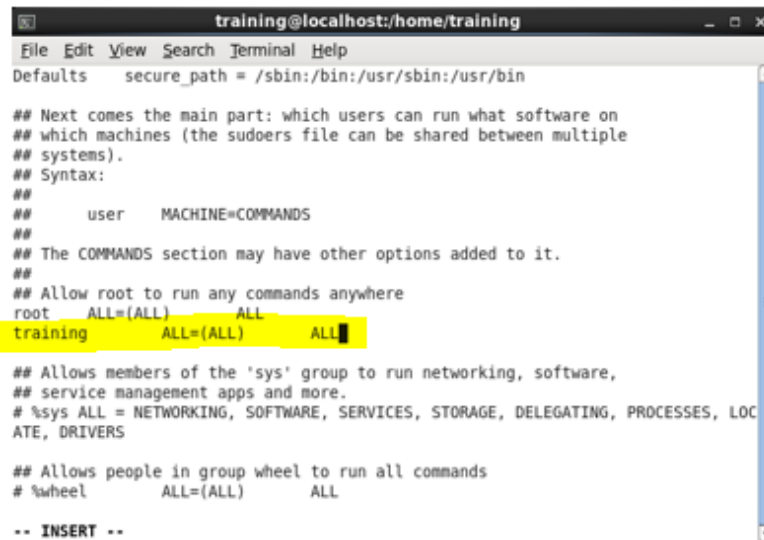 training@localhost:/home/training
File Edit View Search Terminal Help
Defaults    secure_path = /sbin:/bin:/usr/sbin:/usr/bin
## Next comes the main part: which users can run what software on
## which machines (the sudoers file can be shared between multiple
## systems).
## Syntax:
##
##      user    MACHINE=COMMANDS
##
## The COMMANDS section may have other options added to it.
##
## Allow root to run any commands anywhere
root    ALL=(ALL)       ALL
training        ALL=(ALL)       ALL
## Allows members of the 'sys' group to run networking, software,
## service management apps and more.
# %sys ALL = NETWORKING, SOFTWARE, SERVICES, STORAGE, DELEGATING, PROCESSES, LOC
ATE, DRIVERS
## Allows people in group wheel to run all commands
# %wheel        ALL=(ALL)       ALL
-- INSERT --